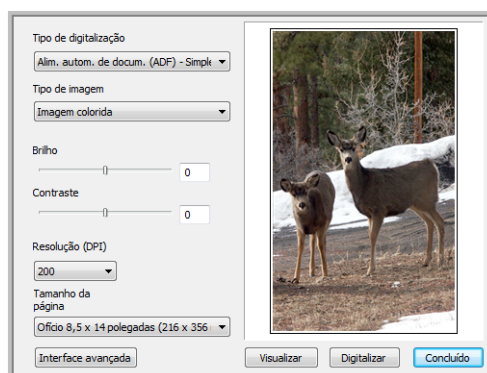 Tipo de digitalização
Alim. autom. de docum. (ADF) - Simple
Tipo de imagem
Imagem colorida
Brilho
0
Contraste
0
Resolução (DPI)
200
Tamanho da
página
Ofício 8,5 x 14 polegadas (216 x 356
Interface avançada
Visualizar
Digitalizar
Concluído